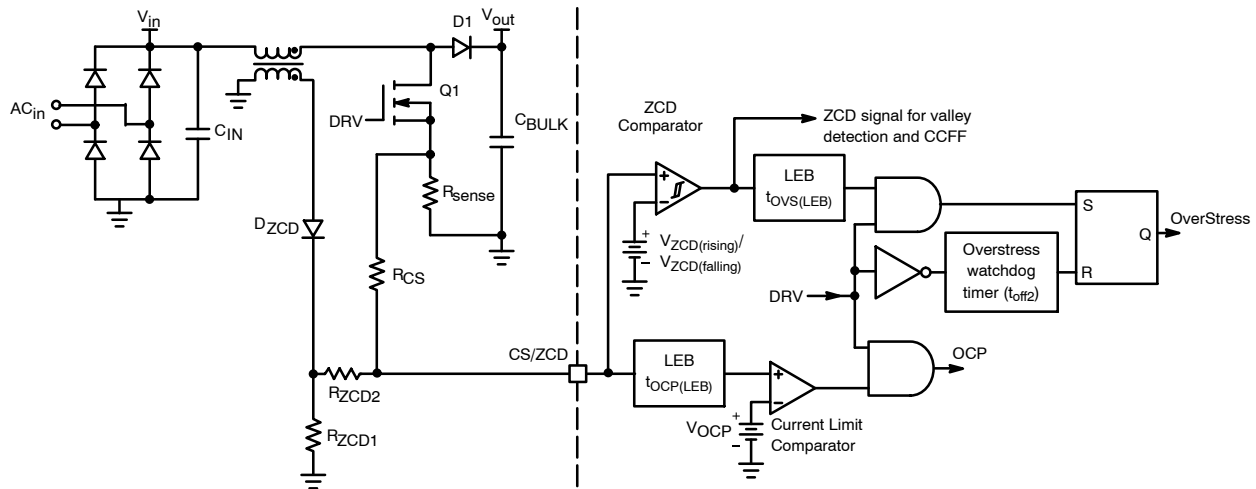 Vin
D1
Vout
ACin
CIN
Q1
DRV
CBULK
Rsense
DZCD
RCS
CS/ZCD
RZCD2
RZCD1
ZCD
Comparator
ZCD signal for valley
detection and CCFF
LEB
tOVS(LEB)
+
−
+
−
VZCD(rising)/
VZCD(falling)
S
Q
R
OverStress
Overstress
watchdog
timer (toff2)
DRV
LEB
tOCP(LEB)
+
−
OCP
VOCP
+
−
Current Limit
Comparator